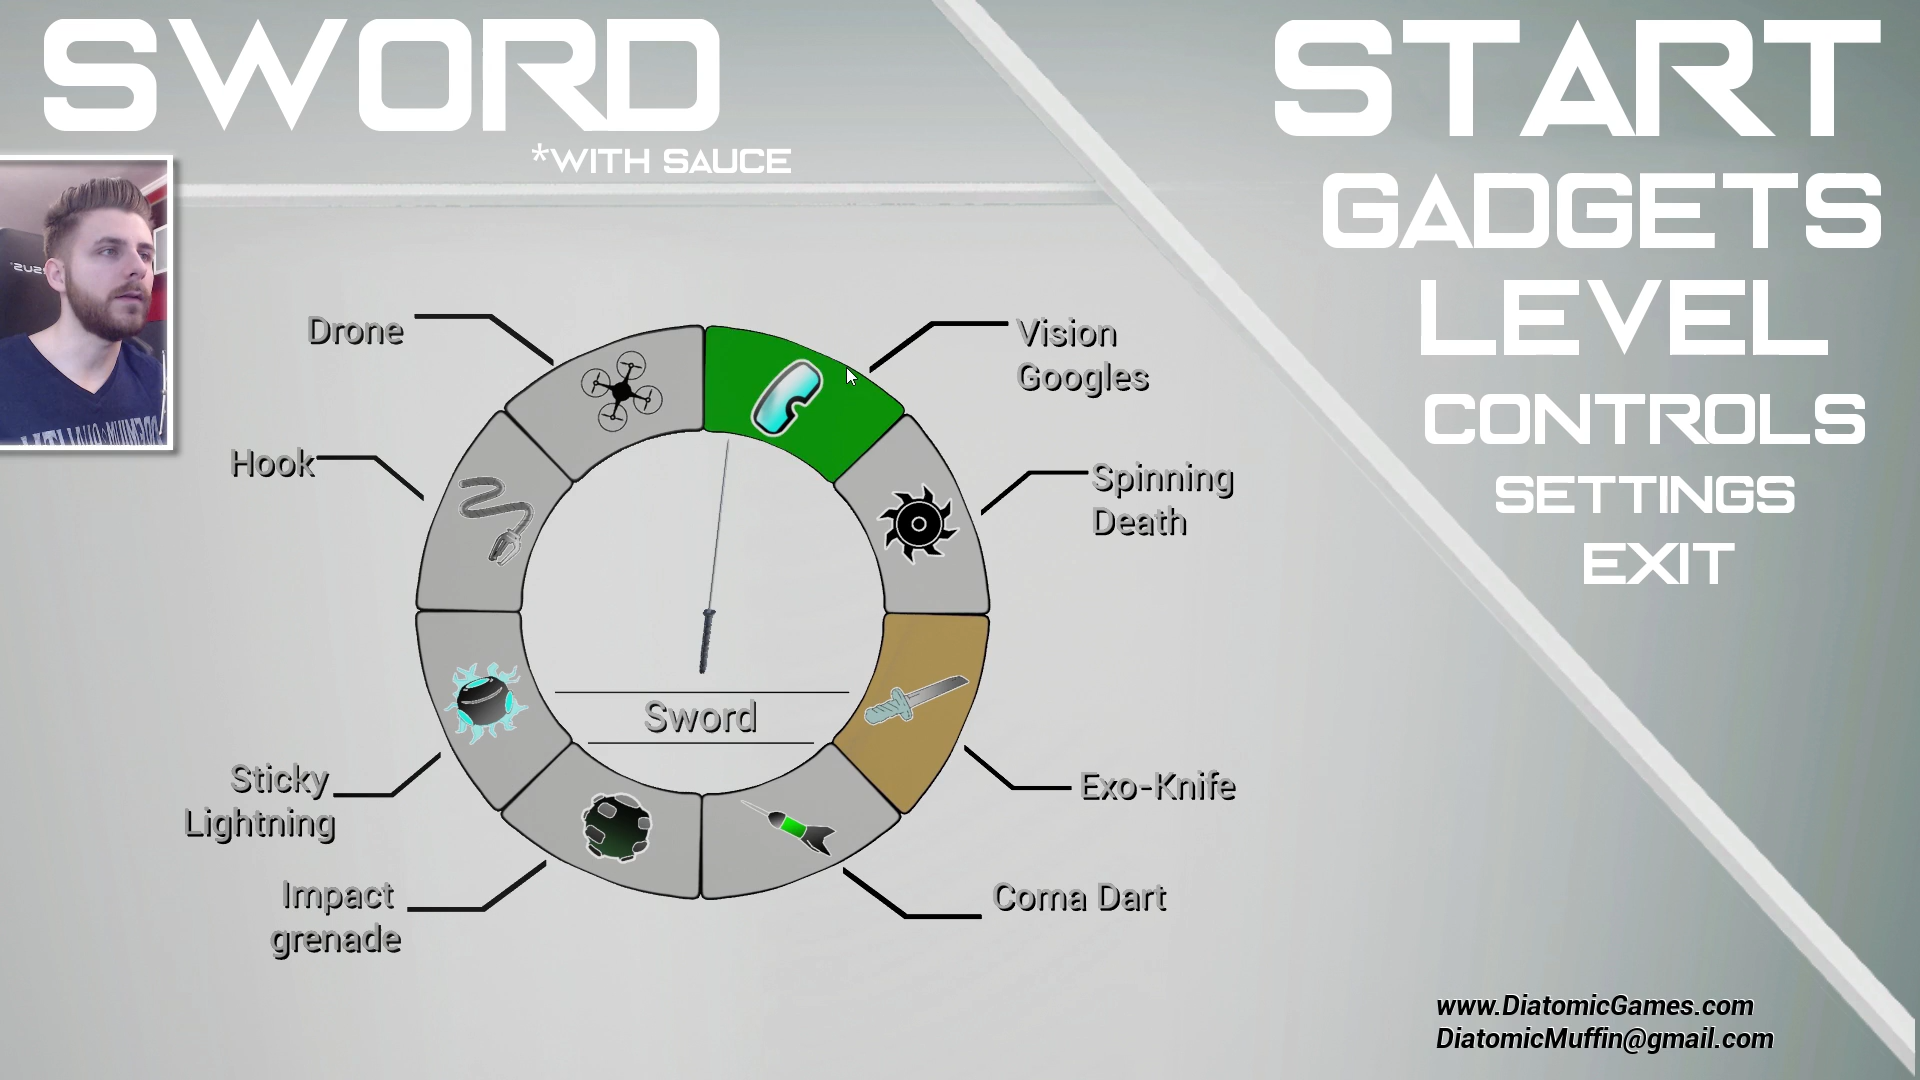 SWORD
*WITH SAUCE
START
GADGETS
LEVEL
CONTROLS
SETTINGS
EXIT
Drone
Vision
Googles
Hook
Spinning
Death
Sword
Sticky
Lightning
Exo-Knife
Impact
grenade
Coma Dart
www.DiatomicGames.com
DiatomicMuffin@gmail.com